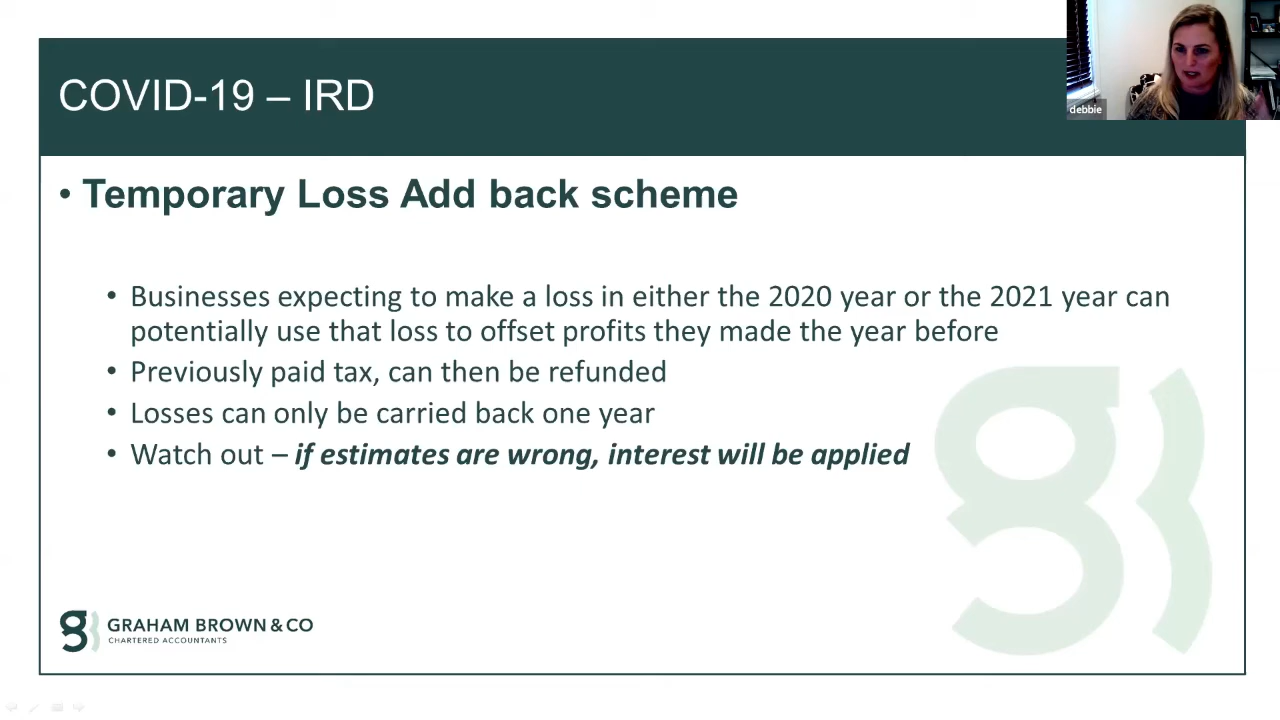 COVID-19 – IRD
debbie
• Temporary Loss Add back scheme
• Businesses expecting to make a loss in either the 2020 year or the 2021 year can
potentially use that loss to offset profits they made the year before
• Previously paid tax, can then be refunded
• Losses can only be carried back one year
• Watch out – if estimates are wrong, interest will be applied
GRAHAM BROWN & CO
CHARTERED ACCOUNTANTS